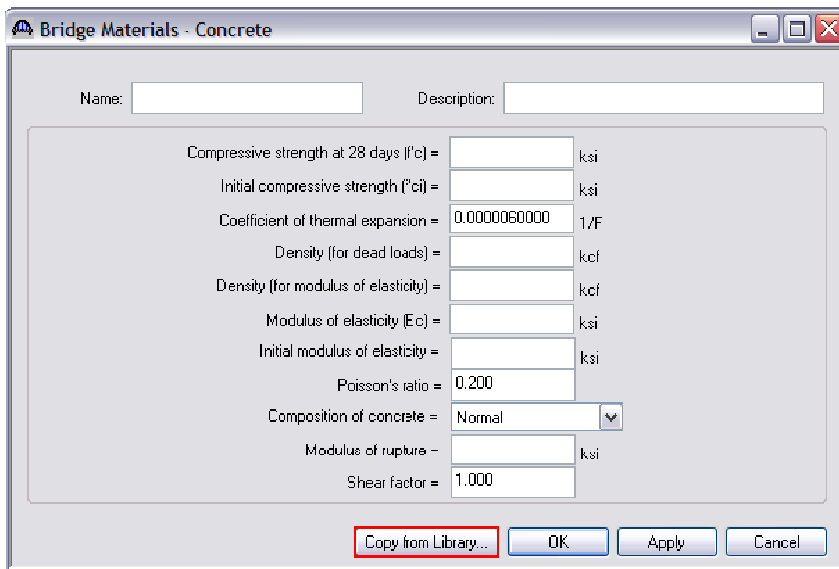 Bridge Materials - Concrete
Name: Description:
Compressive strength at 28 days (f'c) = ksi
Initial compressive strength (f'ci) = ksi
Coefficient of thermal expansion = 0.0000060000 1/F
Density (for dead loads) = kcf
Density (for modulus of elasticity) = kcf
Modulus of elasticity (Ec) = ksi
Initial modulus of elasticity = ksi
Poisson's ratio = 0.200
Composition of concrete = Normal
Modulus of rupture = ksi
Shear factor = 1.000
Copy from Library... OK Apply Cancel